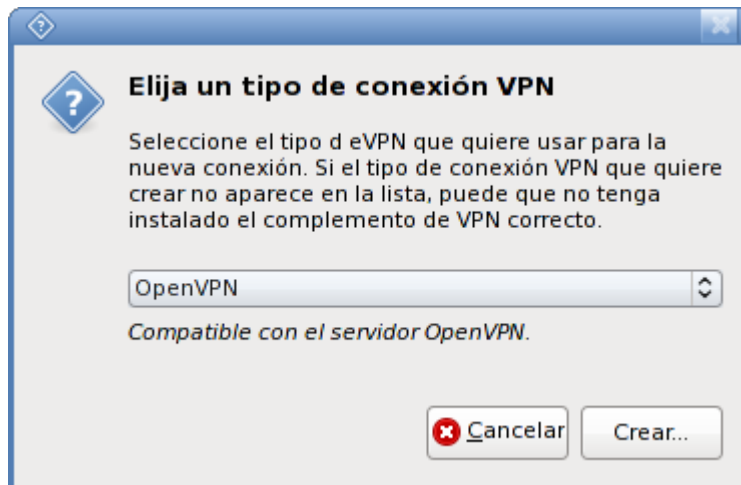 Elija un tipo de conexión VPN
Seleccione el tipo d eVPN que quiere usar para la
nueva conexión. Si el tipo de conexión VPN que quiere
crear no aparece en la lista, puede que no tenga
instalado el complemento de VPN correcto.
OpenVPN
Compatible con el servidor OpenVPN.
Cancelar
Crear...